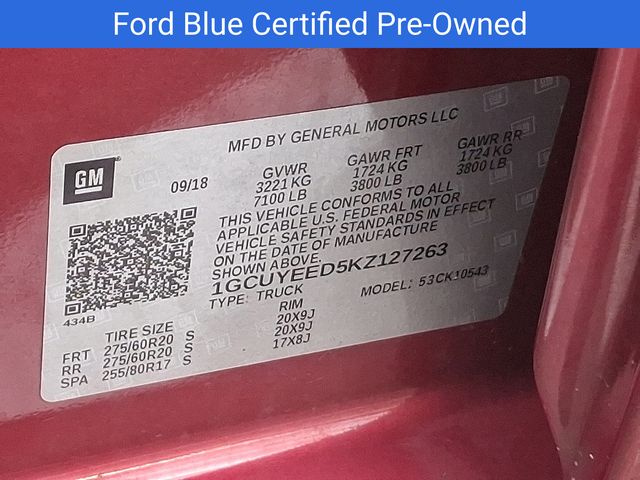 Ford Blue Certified Pre-Owned
MFD BY GENERAL MOTORS LLC
GM
09/18
GVWR GAWR FRT GAWR RR
3221 KG 1724 KG 1724 KG
7100 LB 3800 LB 3800 LB
THIS VEHICLE CONFORMS TO ALL
APPLICABLE U.S. FEDERAL MOTOR
VEHICLE SAFETY STANDARDS IN EFFECT
ON THE DATE OF MANUFACTURE
SHOWN ABOVE.
1GCUYEED5KZ127263
TYPE: TRUCK MODEL: 53CK10543
434B
TIRE SIZE RIM
FRT 275/60R20 S 20X9J
RR 275/60R20 S 20X9J
SPA 255/80R17 S 17X8J